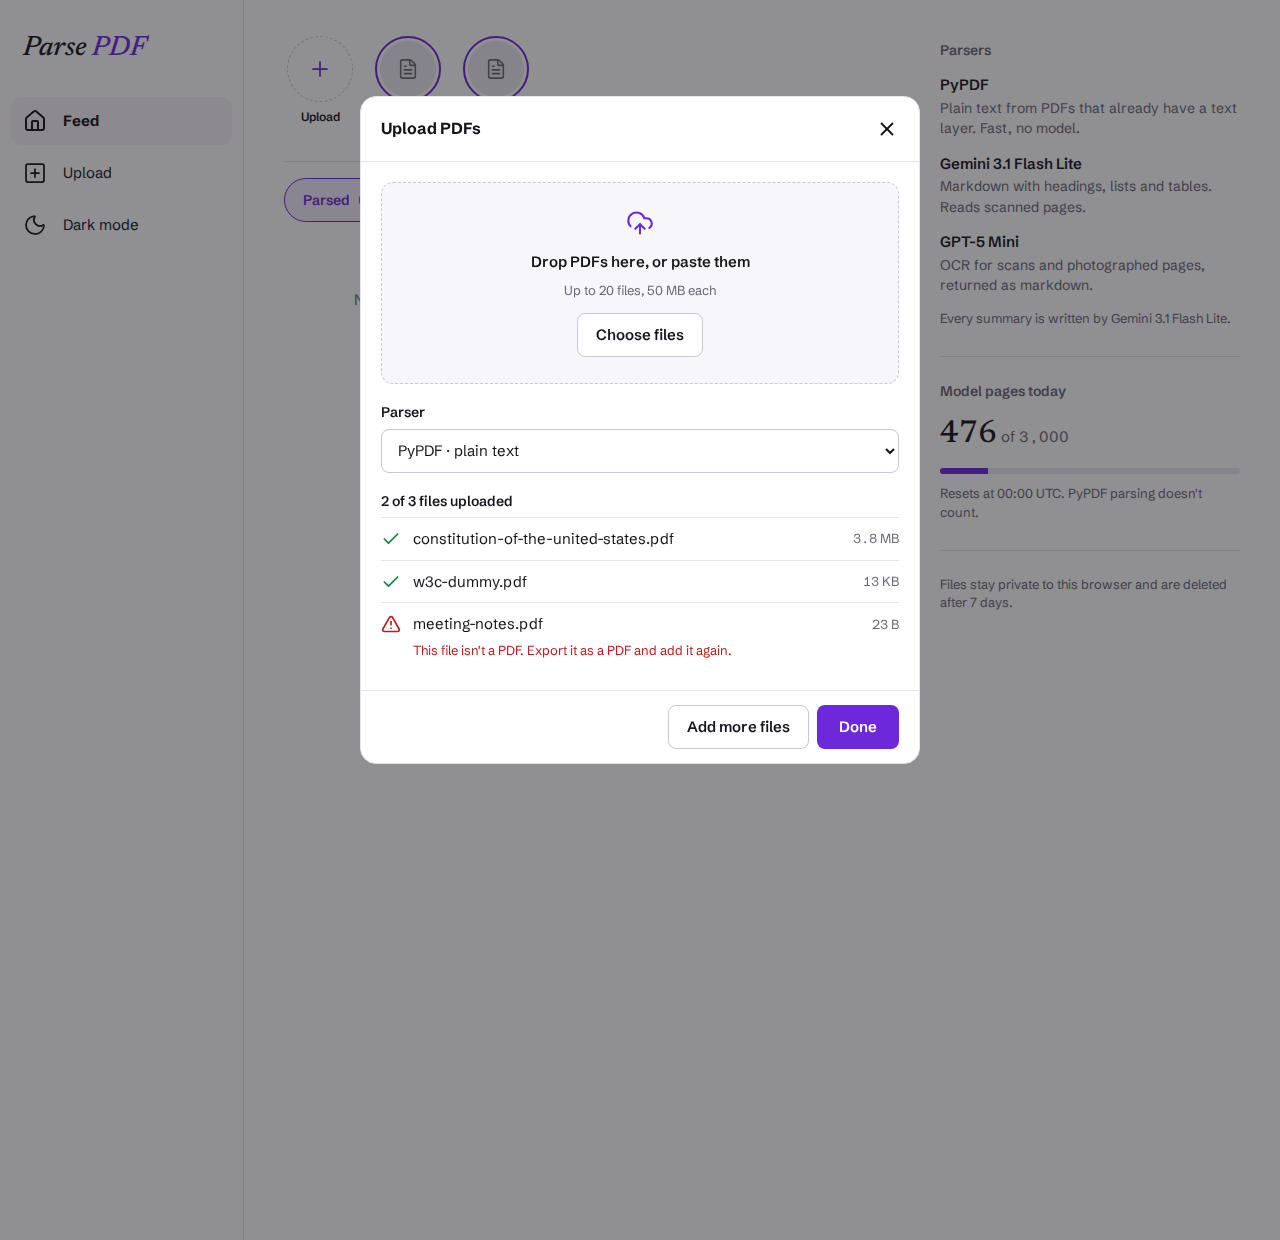 Parse PDF
Feed
Upload
Dark mode
Upload
Parsed
Upload PDFs
Drop PDFs here, or paste them
Up to 20 files, 50 MB each
Choose files
Parser
PyPDF · plain text
2 of 3 files uploaded
constitution-of-the-united-states.pdf 3.8 MB
w3c-dummy.pdf 13 KB
meeting-notes.pdf 23 B
This file isn't a PDF. Export it as a PDF and add it again.
Add more files
Done
Parsers
PyPDF
Plain text from PDFs that already have a text
layer. Fast, no model.
Gemini 3.1 Flash Lite
Markdown with headings, lists and tables.
Reads scanned pages.
GPT-5 Mini
OCR for scans and photographed pages,
returned as markdown.
Every summary is written by Gemini 3.1 Flash Lite.
Model pages today
476 of 3,000
Resets at 00:00 UTC. PyPDF parsing doesn't
count.
Files stay private to this browser and are deleted
after 7 days.